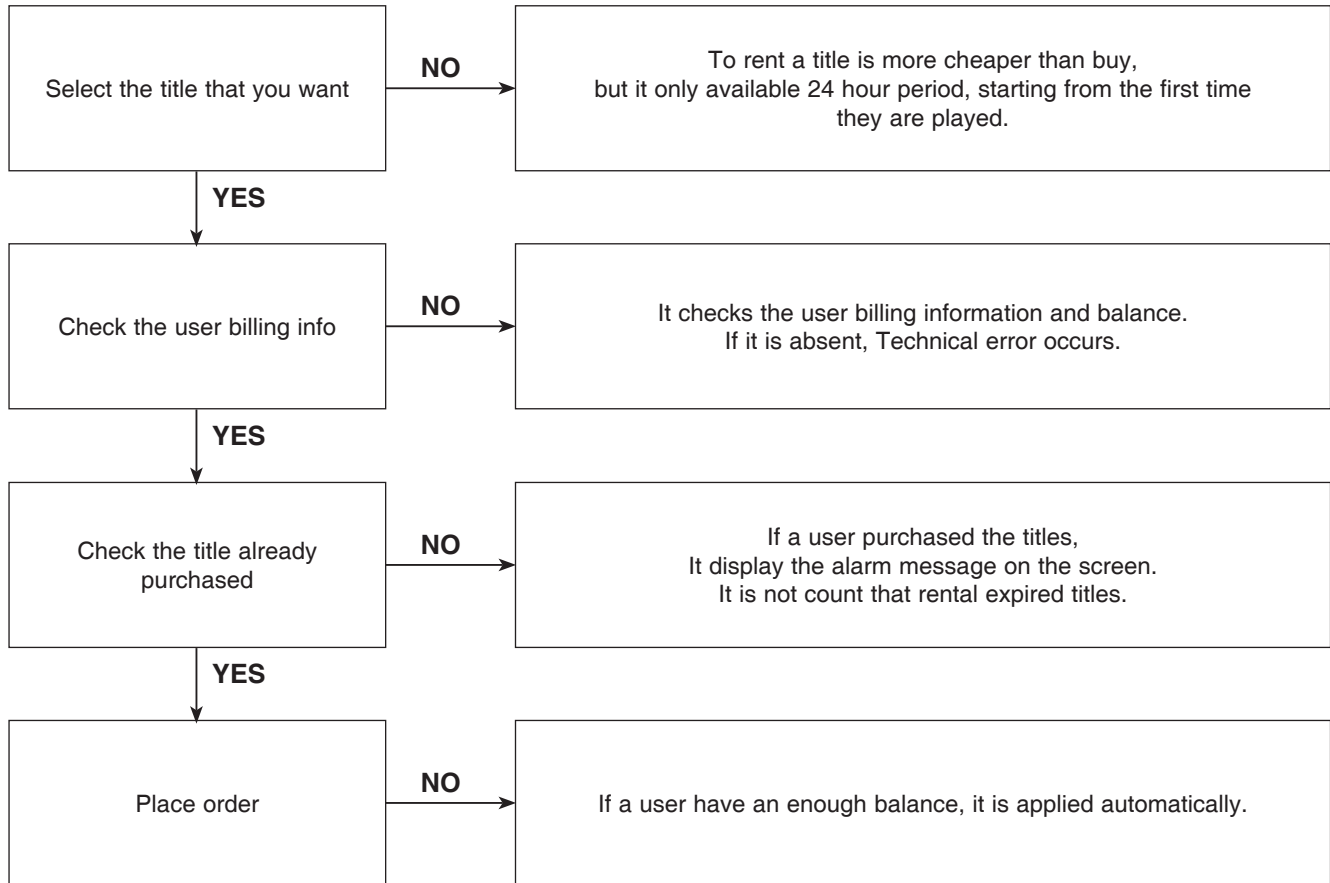 Select the title that you want
NO
To rent a title is more cheaper than buy,
but it only available 24 hour period, starting from the first time
they are played.
YES
Check the user billing info
NO
It checks the user billing information and balance.
If it is absent, Technical error occurs.
YES
Check the title already
purchased
NO
If a user purchased the titles,
It display the alarm message on the screen.
It is not count that rental expired titles.
YES
Place order
NO
If a user have an enough balance, it is applied automatically.